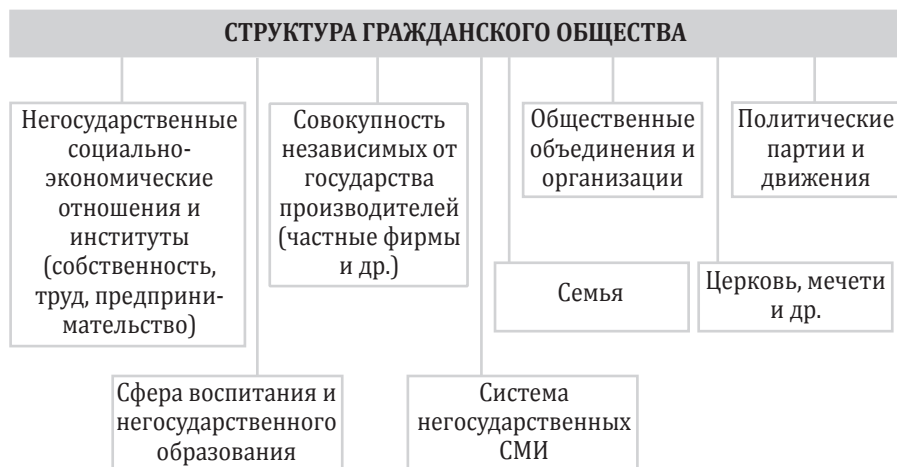 СТРУКТУРА ГРАЖДАНСКОГО ОБЩЕСТВА
Негосударственные
социально-
экономические
отношения и
институты
(собственность,
труд, предприни-
мательство)
Совокупность
независимых от
государства
производителей
(частные фирмы
и др.)
Общественные
объединения и
организации
Политические
партии и
движения
Семья
Церковь, мечети
и др.
Сфера воспитания и
негосударственного
образования
Система
негосударственных
СМИ